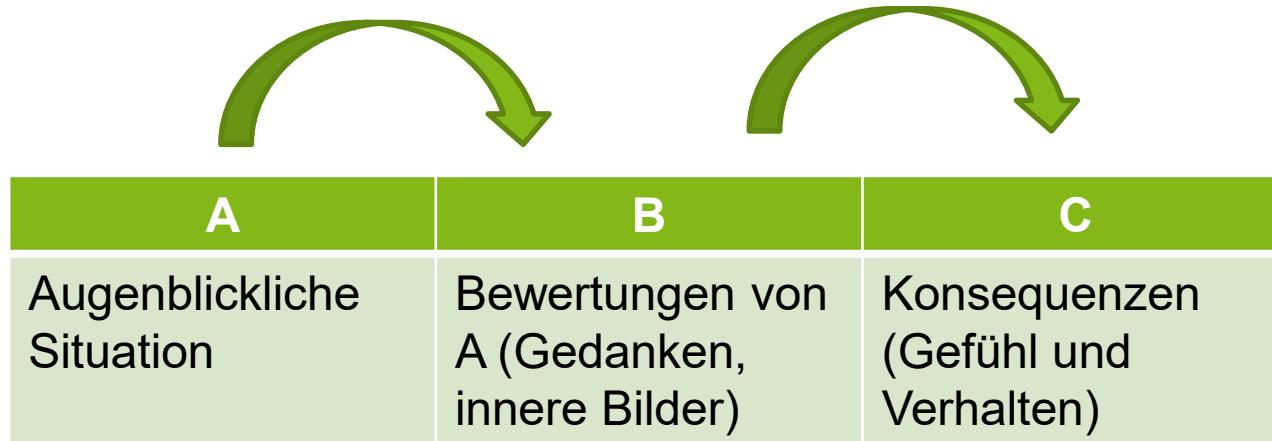 A
B
C
Augenblickliche
Situation
Bewertungen von
A (Gedanken,
innere Bilder)
Konsequenzen
(Gefühl und
Verhalten)